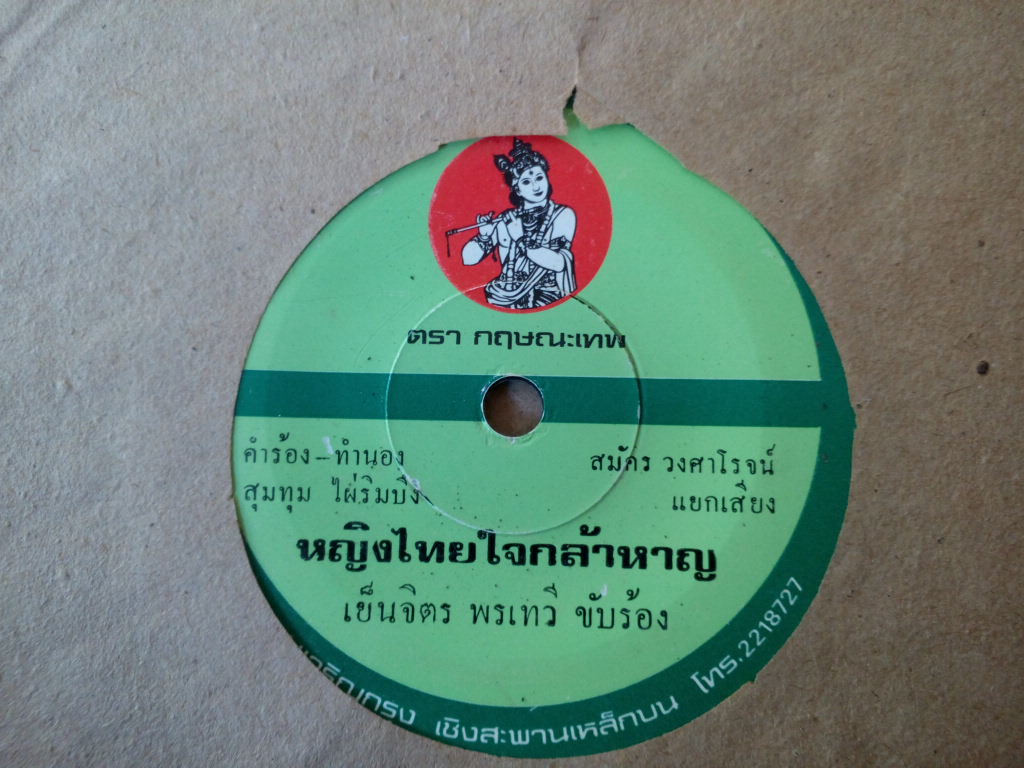 ตรา กฤษณะเทพ
คำร้อง – ทำนอง
สุมทุม ไผ่ริมบึง
สมัคร วงศาโรจน์
แยกเสียง
หญิงไทยใจกล้าหาญ
เย็นจิตร พรเทวี ขับร้อง
เชิงสะพานเหล็กบน โทร.2218727